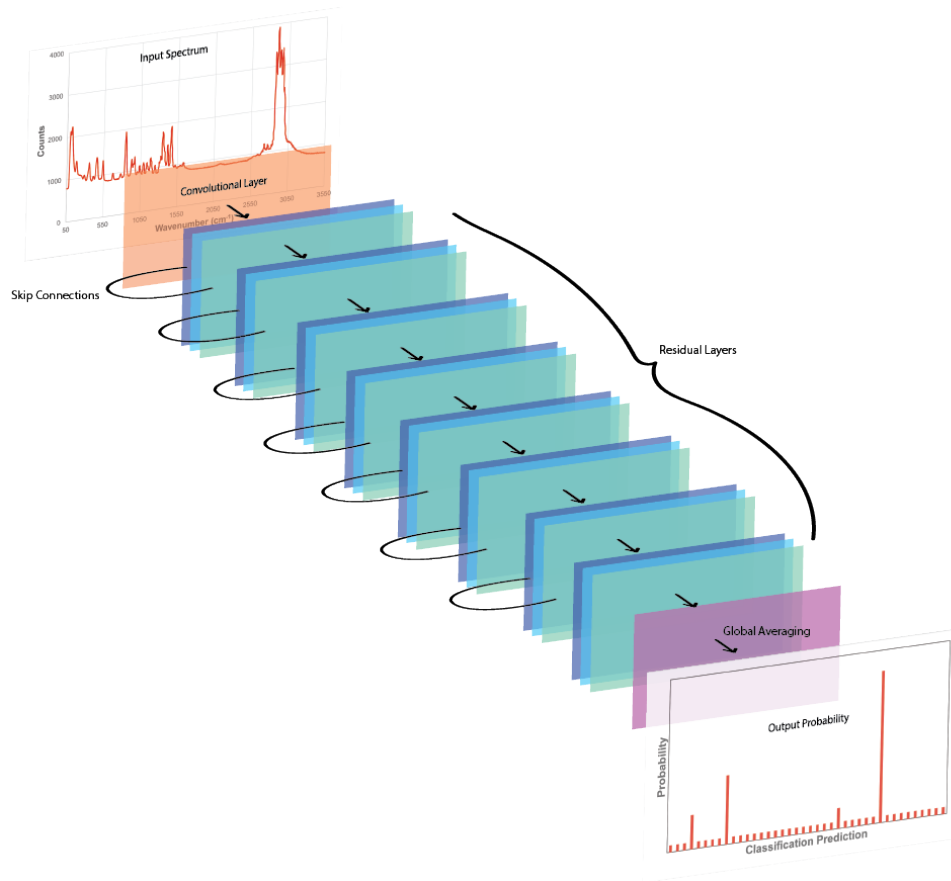 Input Spectrum
4000
3000
2000
1000
0
Counts
50
550
1050
1550
2050
2550
3050
3550
Wavenumber (cm⁻¹)
Convolutional Layer
Skip Connections
Residual Layers
Global Averaging
Output Probability
Probability
Classification Prediction